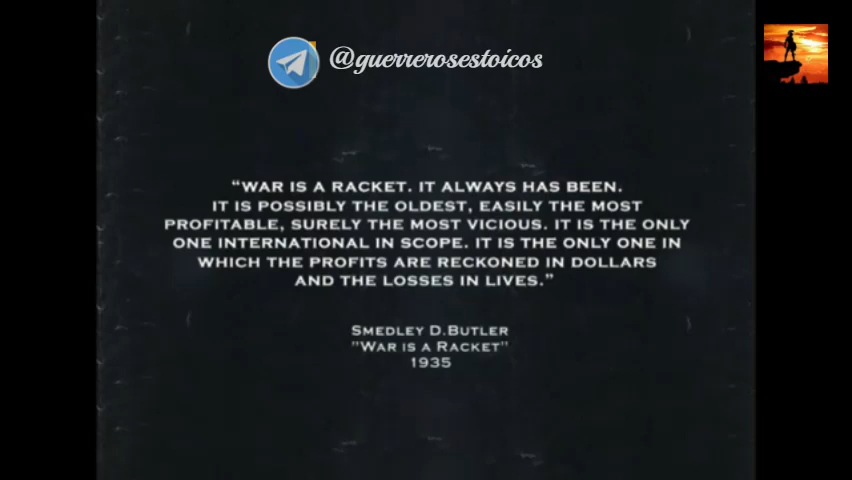 @guerrerosestoicos
“WAR IS A RACKET. IT ALWAYS HAS BEEN.
IT IS POSSIBLY THE OLDEST, EASILY THE MOST
PROFITABLE, SURELY THE MOST VICIOUS. IT IS THE ONLY
ONE INTERNATIONAL IN SCOPE. IT IS THE ONLY ONE IN
WHICH THE PROFITS ARE RECKONED IN DOLLARS
AND THE LOSSES IN LIVES.”
SMEDLEY D.BUTLER
"WAR IS A RACKET"
1935